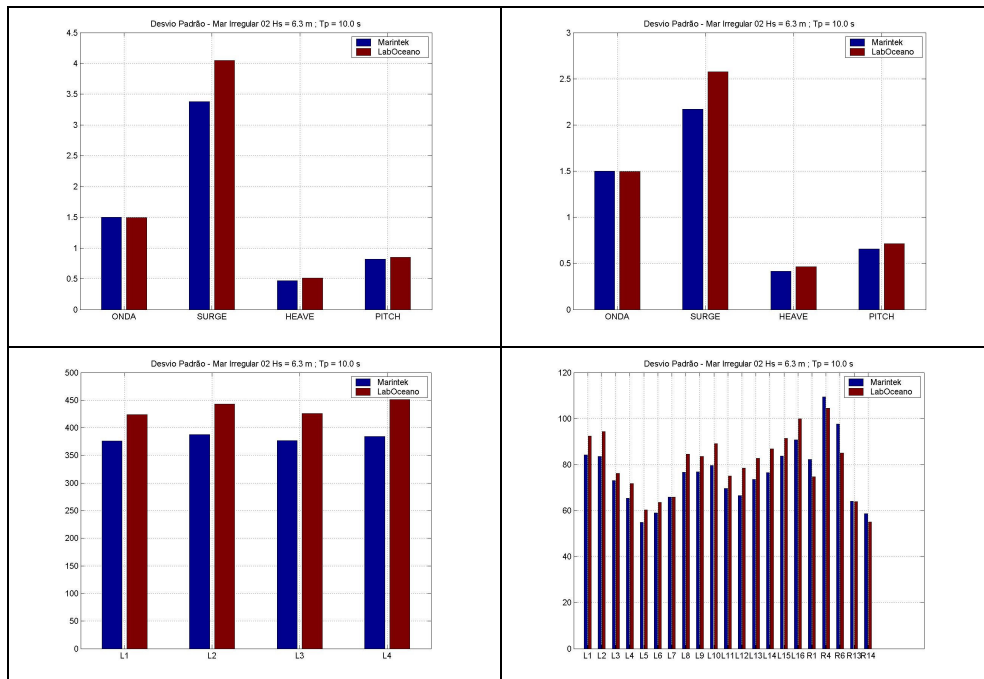 Desvio Padrão - Mar Irregular 02 Hs = 6.3 m ; Tp = 10.0 s
4.5
4
3.5
3
2.5
2
1.5
1
0.5
0
Marintek
LabOceano
ONDA SURGE HEAVE PITCH
Desvio Padrão - Mar Irregular 02 Hs = 6.3 m ; Tp = 10.0 s
3
2.5
2
1.5
1
0.5
0
Marintek
LabOceano
ONDA SURGE HEAVE PITCH
Desvio Padrão - Mar Irregular 02 Hs = 6.3 m ; Tp = 10.0 s
500
450
400
350
300
250
200
150
100
50
0
Marintek
LabOceano
L1 L2 L3 L4
Desvio Padrão - Mar Irregular 02 Hs = 6.3 m ; Tp = 10.0 s
120
100
80
60
40
20
0
Marintek
LabOceano
L1 L2 L3 L4 L5 L6 L7 L8 L9 L10 L11 L12 L13 L14 L15 L16 R1 R4 R6 R13 R14